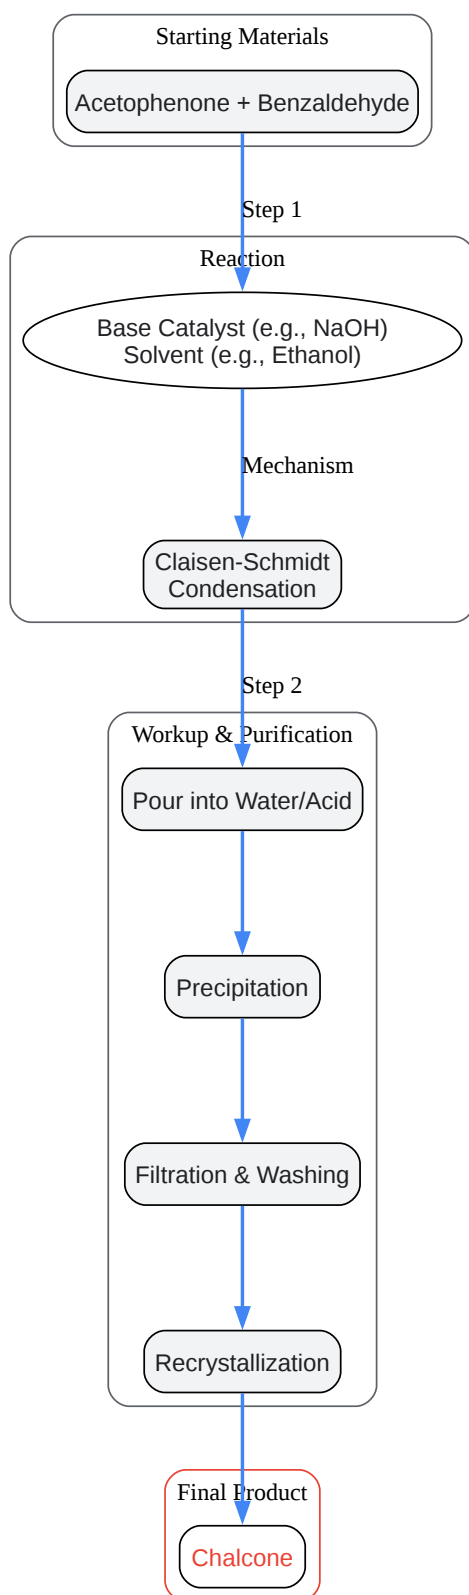 Starting Materials
Acetophenone + Benzaldehyde
Step 1
Reaction
Base Catalyst (e.g., NaOH)
Solvent (e.g., Ethanol)
Mechanism
Claisen-Schmidt
Condensation
Step 2
Workup & Purification
Pour into Water/Acid
Precipitation
Filtration & Washing
Recrystallization
Final Product
Chalcone